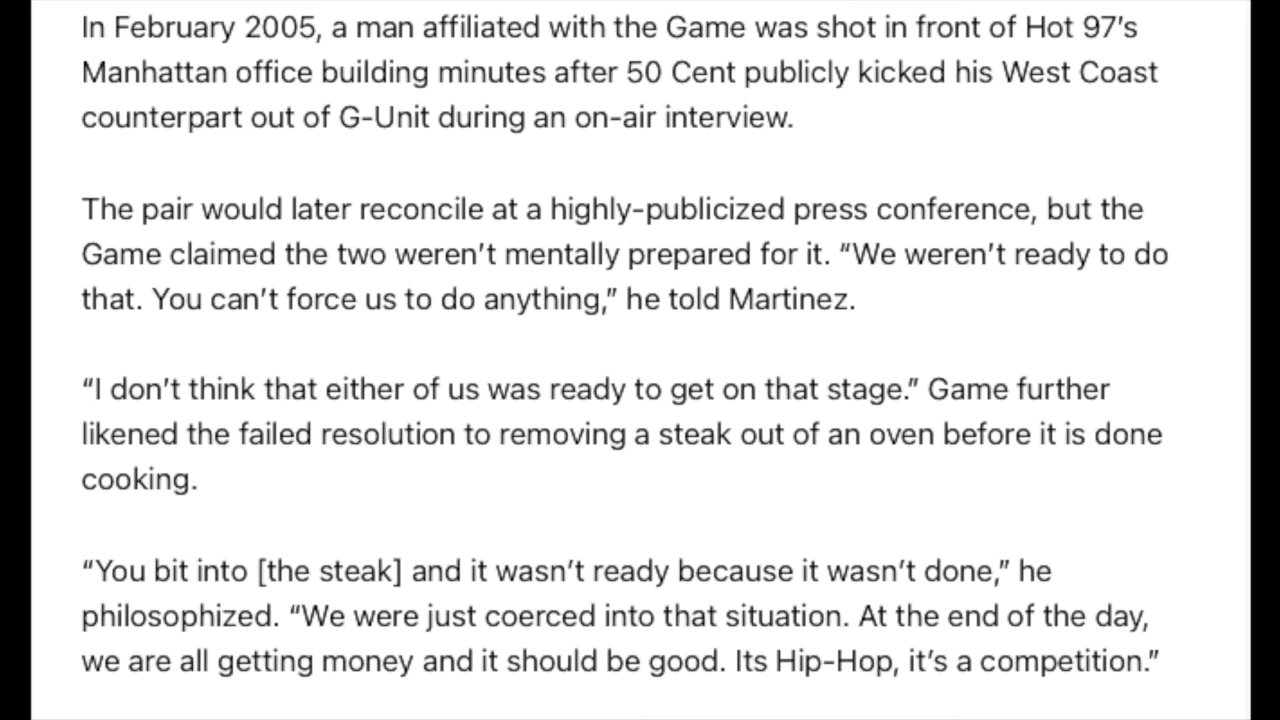 In February 2005, a man affiliated with the Game was shot in front of Hot 97’s
Manhattan office building minutes after 50 Cent publicly kicked his West Coast
counterpart out of G-Unit during an on-air interview.
The pair would later reconcile at a highly-publicized press conference, but the
Game claimed the two weren’t mentally prepared for it. “We weren’t ready to do
that. You can’t force us to do anything,” he told Martinez.
“I don’t think that either of us was ready to get on that stage.” Game further
likened the failed resolution to removing a steak out of an oven before it is done
cooking.
“You bit into [the steak] and it wasn’t ready because it wasn’t done,” he
philosophized. “We were just coerced into that situation. At the end of the day,
we are all getting money and it should be good. Its Hip-Hop, it’s a competition.”